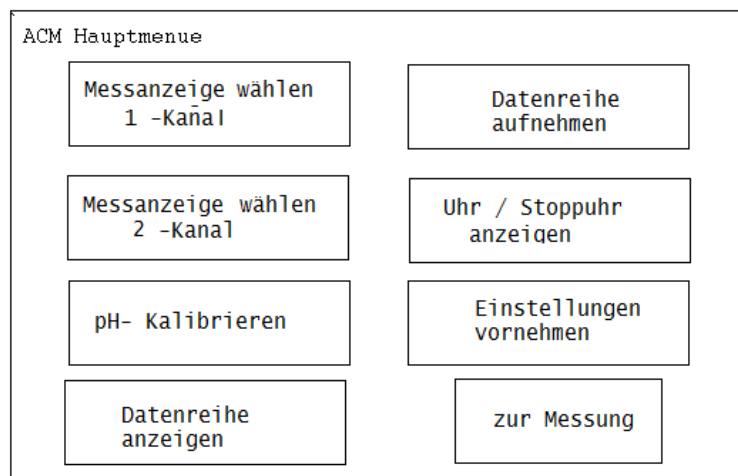 ACM Hauptmenue
Messanzeige wählen
1 -Kanal
Datenreihe
aufnehmen
Messanzeige wählen
2 -Kanal
Uhr / Stoppuhr
anzeigen
pH- Kalibrieren
Einstellungen
vornehmen
Datenreihe
anzeigen
zur Messung